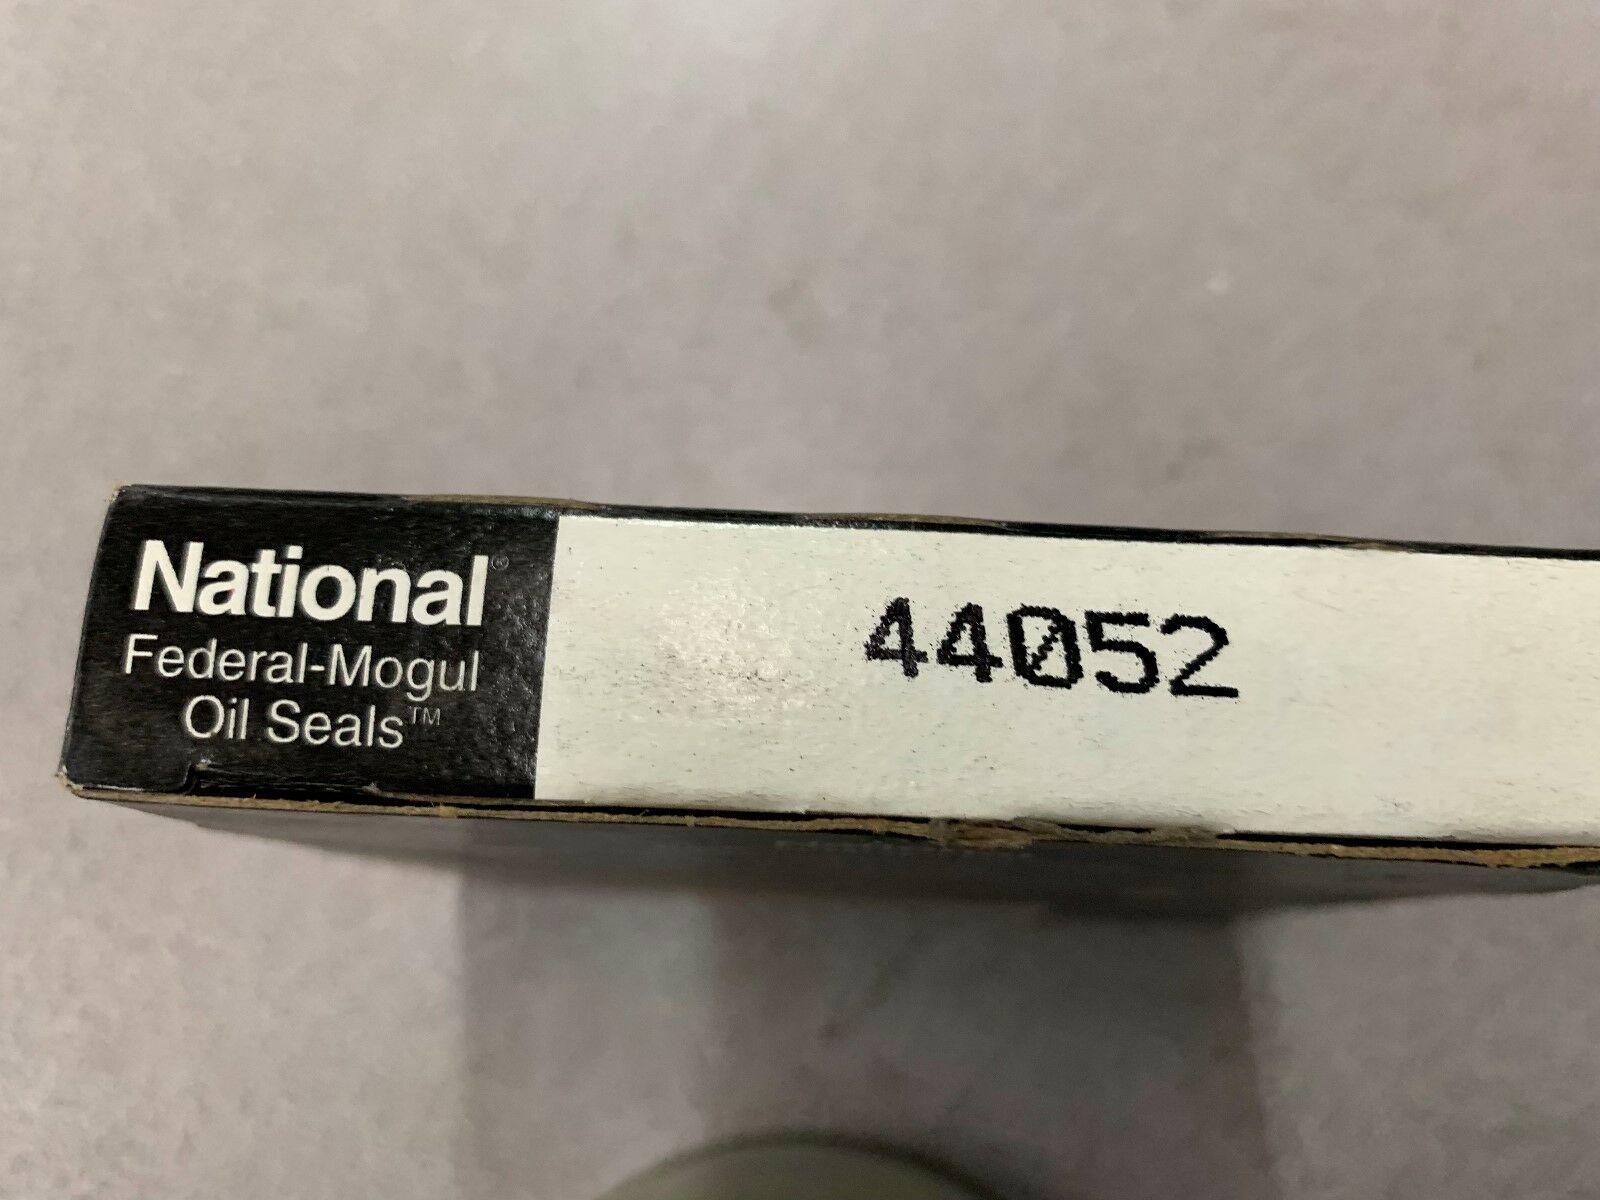 National®
Federal-Mogul
Oil Seals™
44052